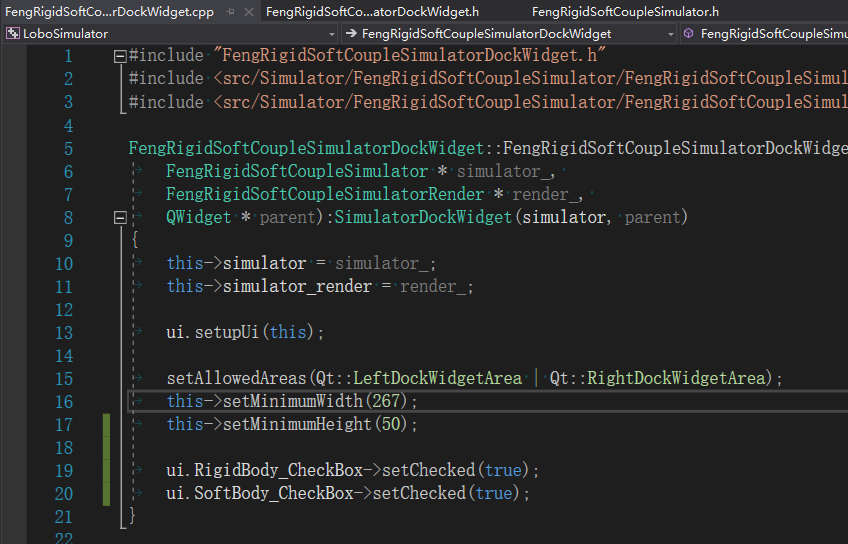 FengRigidSoftCo...rDockWidget.cpp FengRigidSoftCo...atorDockWidget.h FengRigidSoftCoupleSimulator.h
LoboSimulator FengRigidSoftCoupleSimulatorDockWidget FengRigidSoftCoupleSimu
1 #include "FengRigidSoftCoupleSimulatorDockWidget.h"
2 #include <src/Simulator/FengRigidSoftCoupleSimulator/FengRigidSoftCoupleSimul
3 #include <src/Simulator/FengRigidSoftCoupleSimulator/FengRigidSoftCoupleSimul
4
5 FengRigidSoftCoupleSimulatorDockWidget::FengRigidSoftCoupleSimulatorDockWidge
6 FengRigidSoftCoupleSimulator * simulator_,
7 FengRigidSoftCoupleSimulatorRender * render_,
8 QWidget * parent):SimulatorDockWidget(simulator, parent)
9 {
10 this->simulator = simulator_;
11 this->simulator_render = render_;
12
13 ui.setupUi(this);
14
15 setAllowedAreas(Qt::LeftDockWidgetArea | Qt::RightDockWidgetArea);
16 this->setMinimumWidth(267);
17 this->setMinimumHeight(50);
18
19 ui.RigidBody_CheckBox->setChecked(true);
20 ui.SoftBody_CheckBox->setChecked(true);
21 }
22